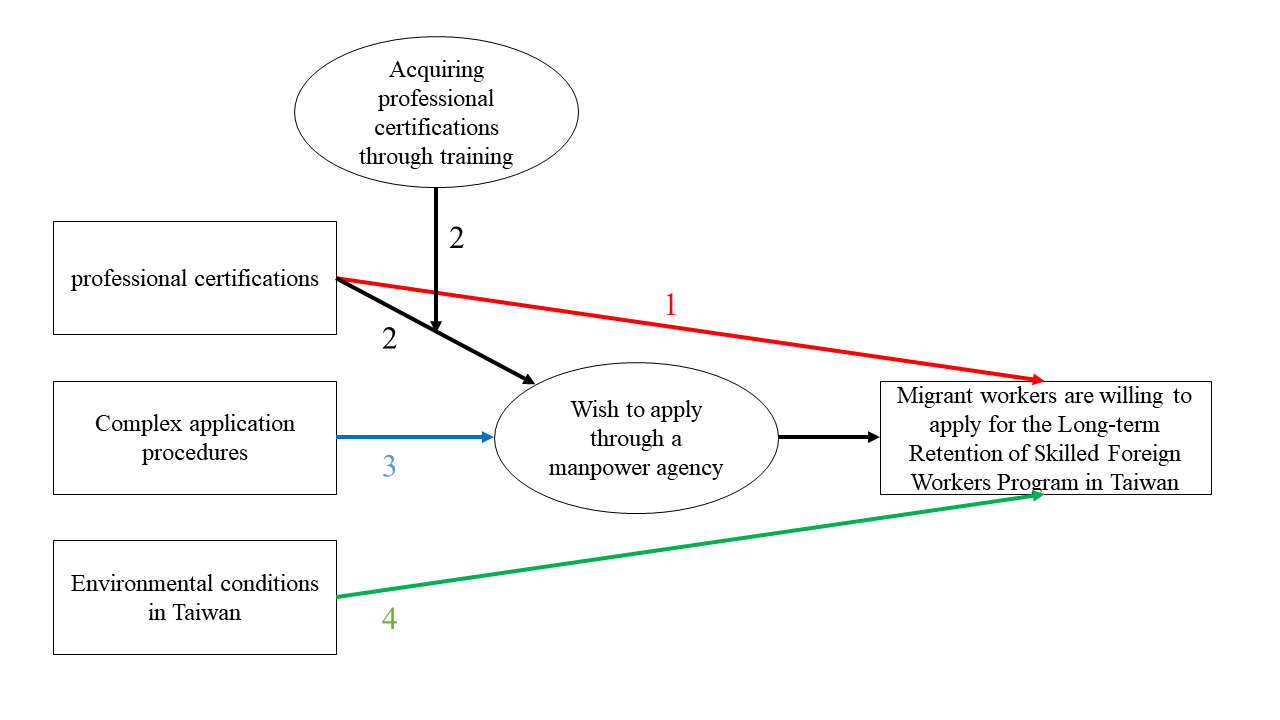 Acquiring
professional
certifications
through training
2
professional certifications
1
2
Complex application
procedures
3
Wish to apply
through a
manpower agency
Migrant workers are willing to
apply for the Long-term
Retention of Skilled Foreign
Workers Program in Taiwan
Environmental conditions
in Taiwan
4